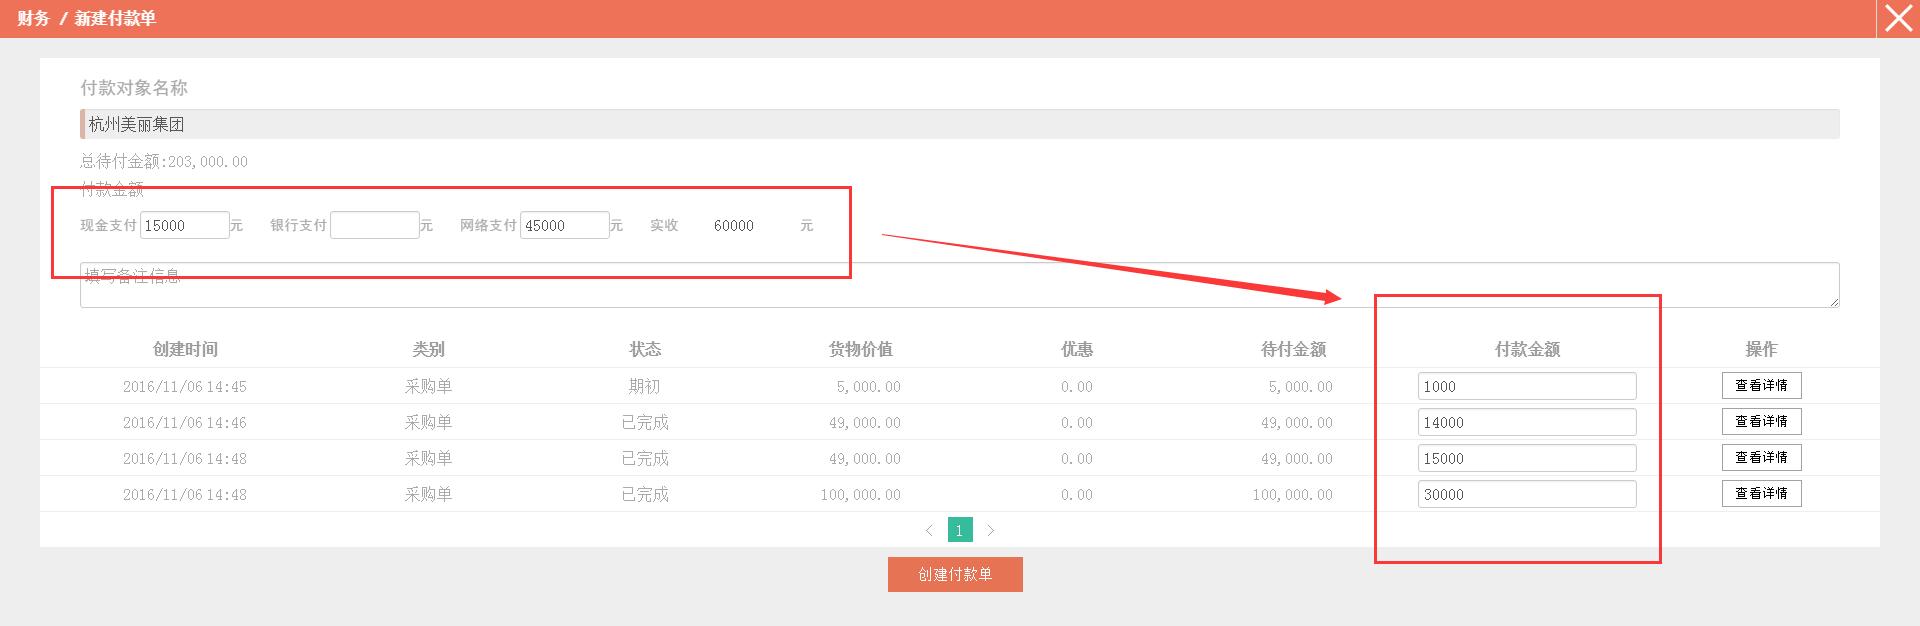 财务 / 新建付款单
付款对象名称
杭州美丽集团
总待付金额:203,000.00
付款金额
现金支付 15000 元 银行支付 元 网络支付 45000 元 实收 60000 元
填写备注信息
创建时间 类别 状态 货物价值 优惠 待付金额 付款金额 操作
2016/11/06 14:45 采购单 期初 5,000.00 0.00 5,000.00 1000 查看详情
2016/11/06 14:46 采购单 已完成 49,000.00 0.00 49,000.00 14000 查看详情
2016/11/06 14:48 采购单 已完成 49,000.00 0.00 49,000.00 15000 查看详情
2016/11/06 14:48 采购单 已完成 100,000.00 0.00 100,000.00 30000 查看详情
< 1 >
创建付款单